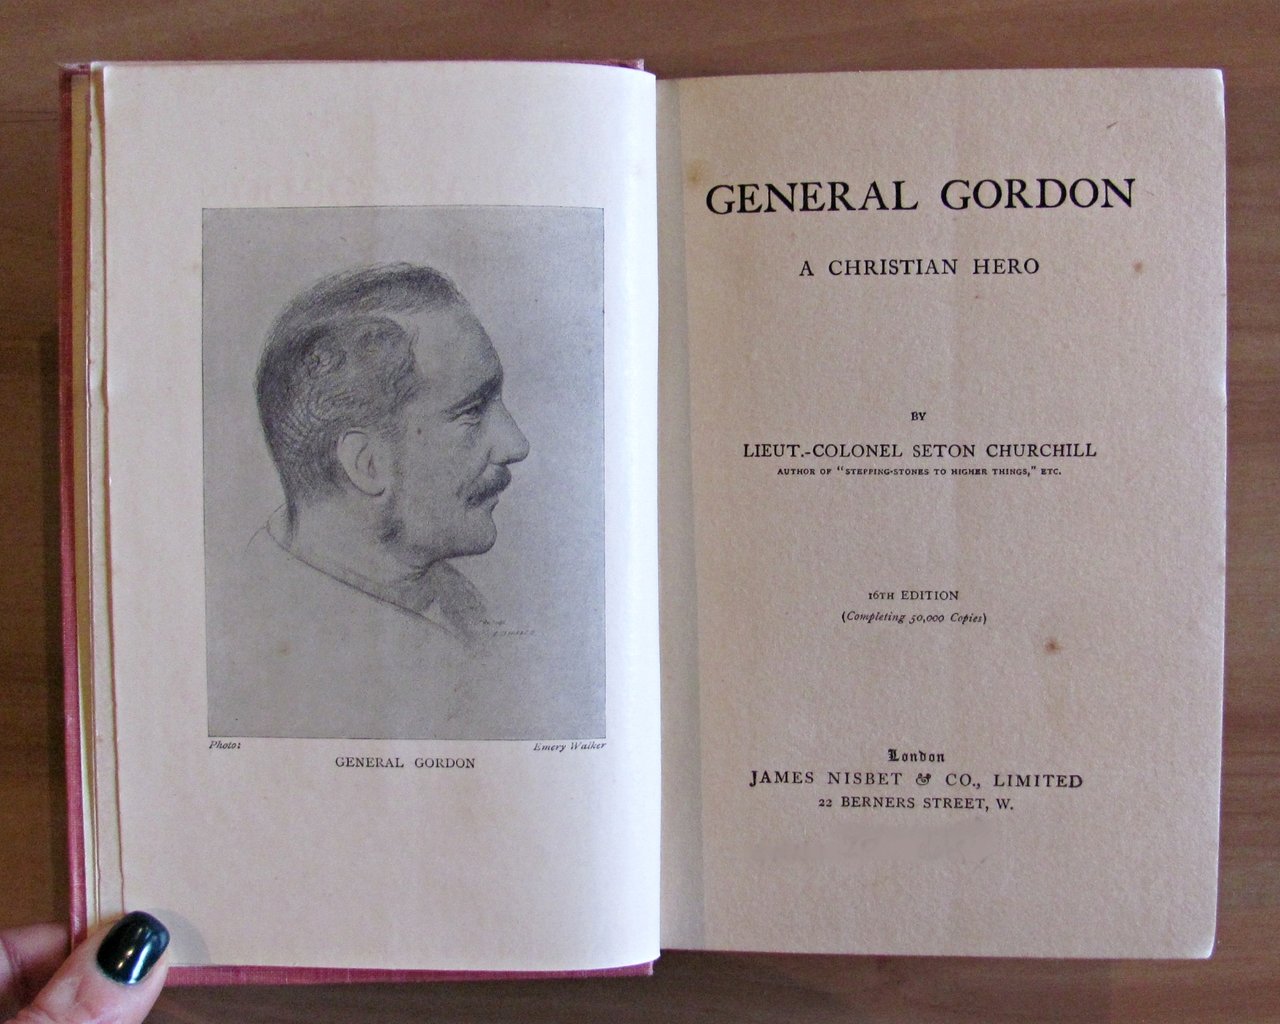 Photo:
Emery Walker
GENERAL GORDON
GENERAL GORDON
A CHRISTIAN HERO
BY
LIEUT.-COLONEL SETON CHURCHILL
AUTHOR OF "STEPPING-STONES TO HIGHER THINGS," ETC.
16TH EDITION
(Completing 50,000 Copies)
London
JAMES NISBET & CO., LIMITED
22 BERNERS STREET, W.